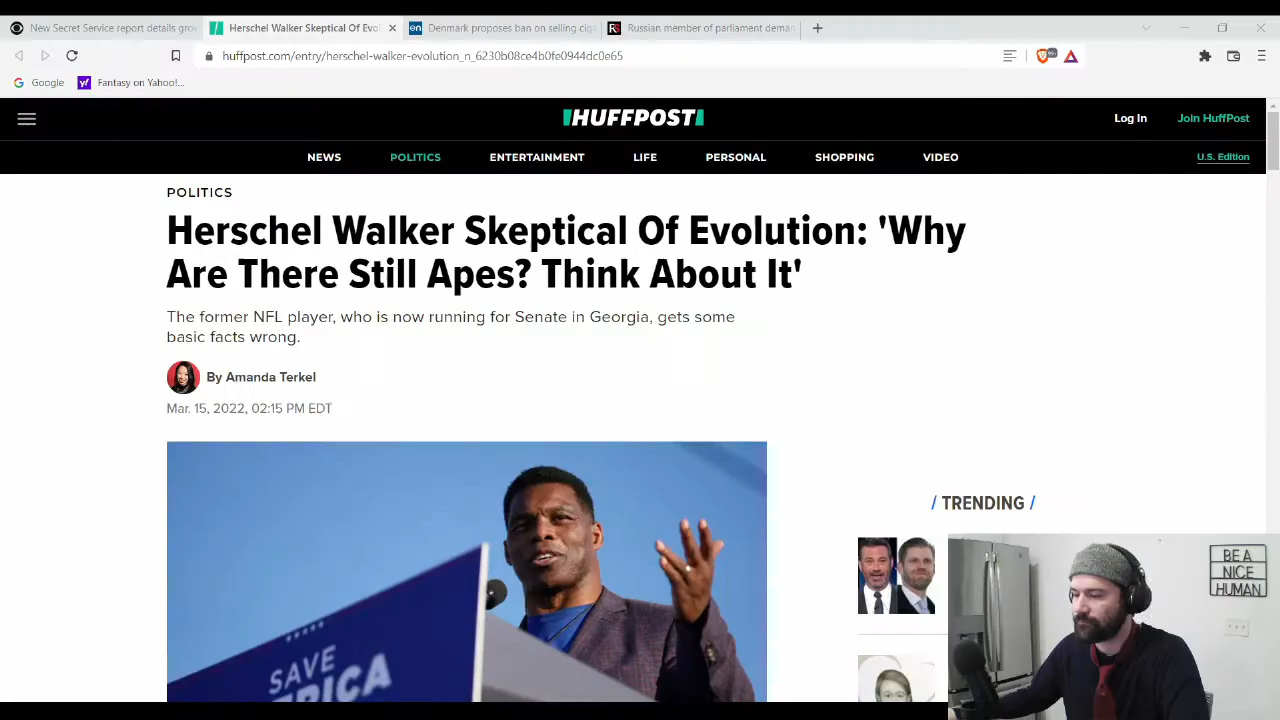 New Secret Service report details grow
Herschel Walker Skeptical Of Evol
Denmark proposes ban on selling cig
Russian member of parliament deman
huffpost.com/entry/herschel-walker-evolution_n_6230b08ce4b0fe0944dc0e65
Google
Fantasy on Yahoo!...
HUFFPOST
Log In
Join HuffPost
NEWS
POLITICS
ENTERTAINMENT
LIFE
PERSONAL
SHOPPING
VIDEO
U.S. Edition
POLITICS
Herschel Walker Skeptical Of Evolution: 'Why
Are There Still Apes? Think About It'
The former NFL player, who is now running for Senate in Georgia, gets some
basic facts wrong.
By Amanda Terkel
Mar. 15, 2022, 02:15 PM EDT
/ TRENDING /
SAVE
ERICA
BE A
NICE
HUMAN